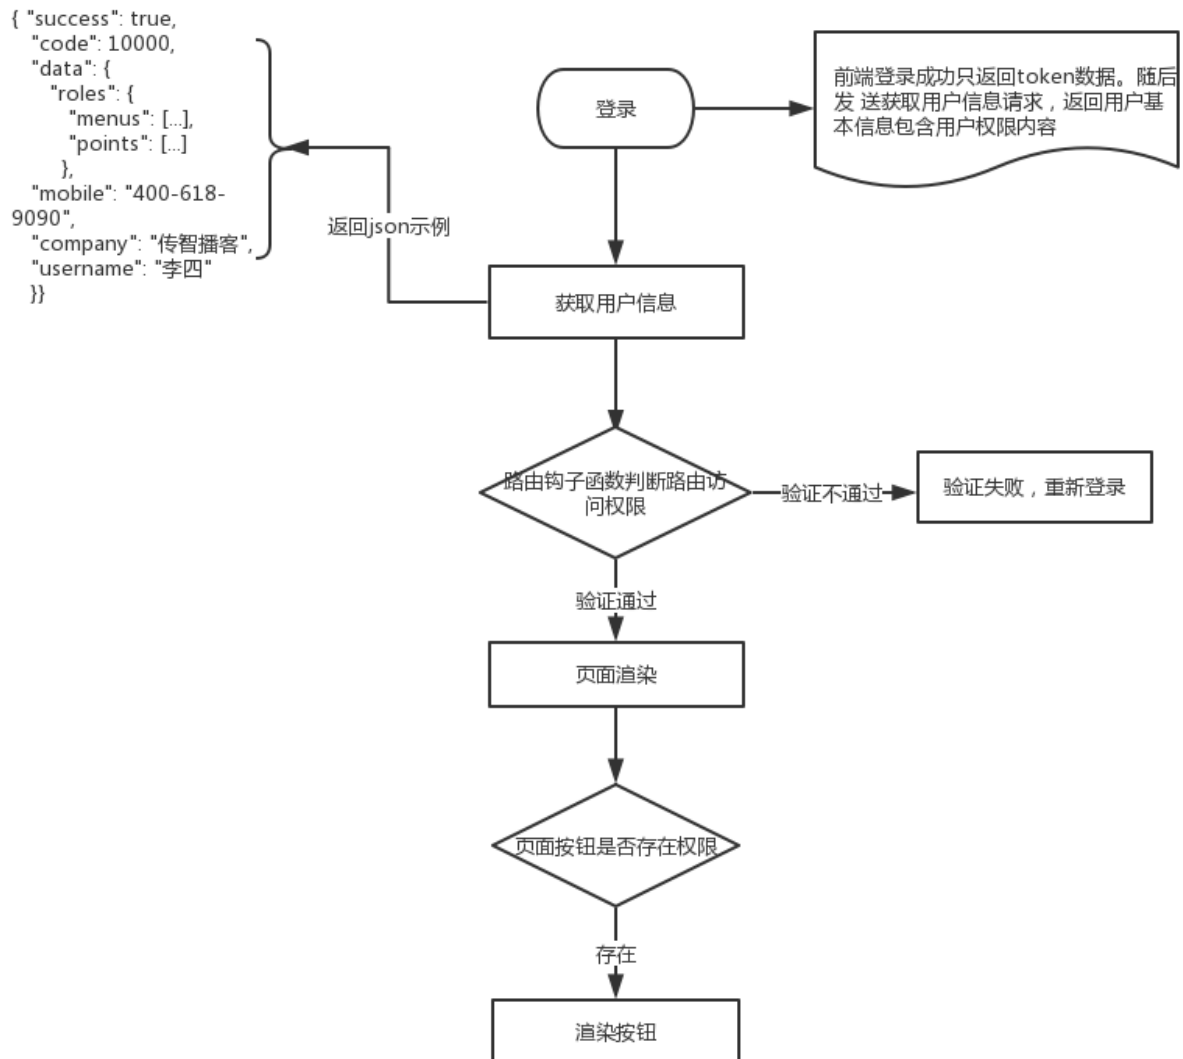 { "success": true,
"code": 10000,
"data": {
"roles": {
"menus": [...],
"points": [...]
},
"mobile": "400-618-
9090",
"company": "传智播客",
"username": "李四"
}}
登录
前端登录成功只返回token数据。随后
发 送获取用户信息请求，返回用户基
本信息包含用户权限内容
返回json示例
获取用户信息
路由钩子函数判断路由访
问权限
验证不通过
验证失败，重新登录
验证通过
页面渲染
页面按钮是否存在权限
存在
渲染按钮